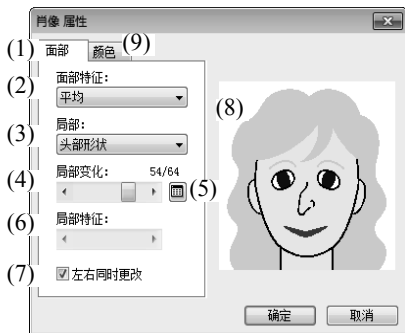 肖像 属性
(1) 面部 颜色 (9)
(2) 面部特征:
平均
(3) 局部:
头部形状
(4) 局部变化: 54/64
(5)
(6) 局部特征:
(7) 左右同时更改
(8)
确定 取消